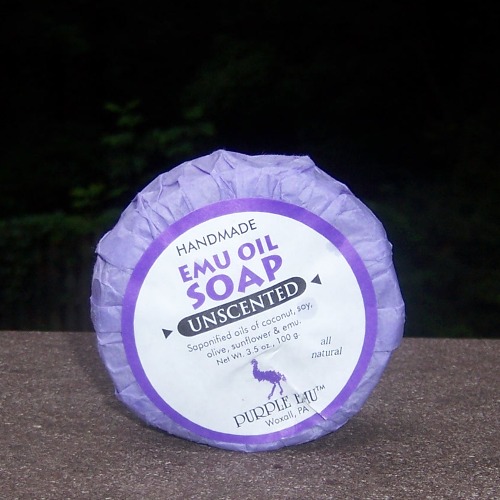 HANDMADE
EMU OIL
SOAP
UNSCENTED
Saponified oils of coconut, soy,
olive, sunflower & emu.
Net Wt. 3.5 oz., 100 g.
all
natural
PURPLE EMU™
Woxall, PA